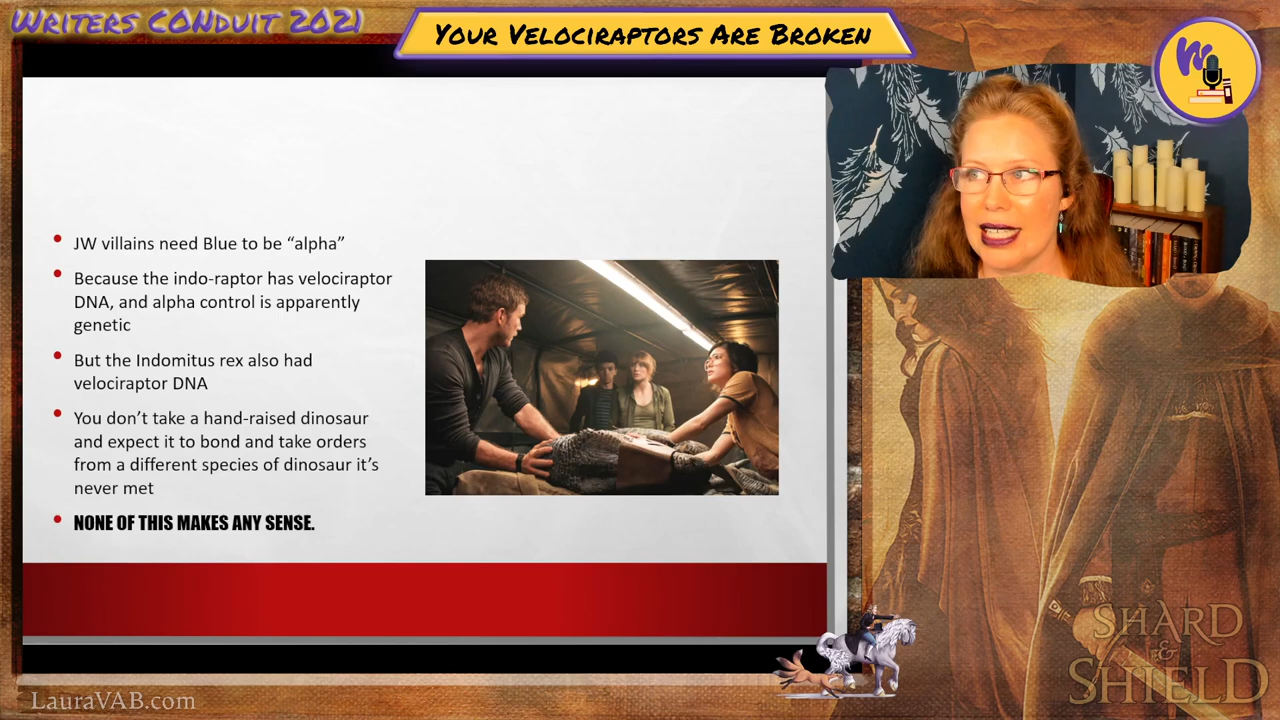 Writers CONduit 2021
Your Velociraptors Are Broken
W
JW villains need Blue to be “alpha”
Because the indo-raptor has velociraptor
DNA, and alpha control is apparently
genetic
But the Indomitus rex also had
velociraptor DNA
You don’t take a hand-raised dinosaur
and expect it to bond and take orders
from a different species of dinosaur it’s
never met
NONE OF THIS MAKES ANY SENSE.
SHARD
&
SHIELD
LauraVAB.com